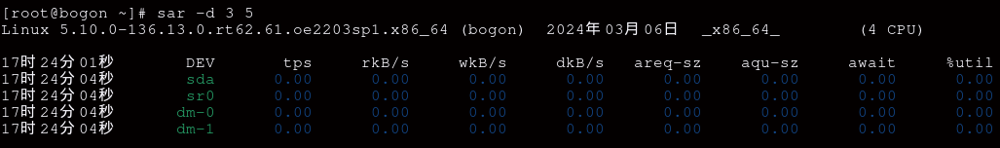 [root@bogon ~]# sar -d 3 5
Linux 5.10.0-136.13.0.rt62.61.oe2203sp1.x86_64 (bogon)  2024年03月06日  _x86_64_  (4 CPU)
17时24分01秒  DEV  tps  rkB/s  wkB/s  dkB/s  areq-sz  aqu-sz  await  %util
17时24分04秒  sda  0.00  0.00  0.00  0.00  0.00  0.00  0.00  0.00
17时24分04秒  sr0  0.00  0.00  0.00  0.00  0.00  0.00  0.00  0.00
17时24分04秒  dm-0  0.00  0.00  0.00  0.00  0.00  0.00  0.00  0.00
17时24分04秒  dm-1  0.00  0.00  0.00  0.00  0.00  0.00  0.00  0.00